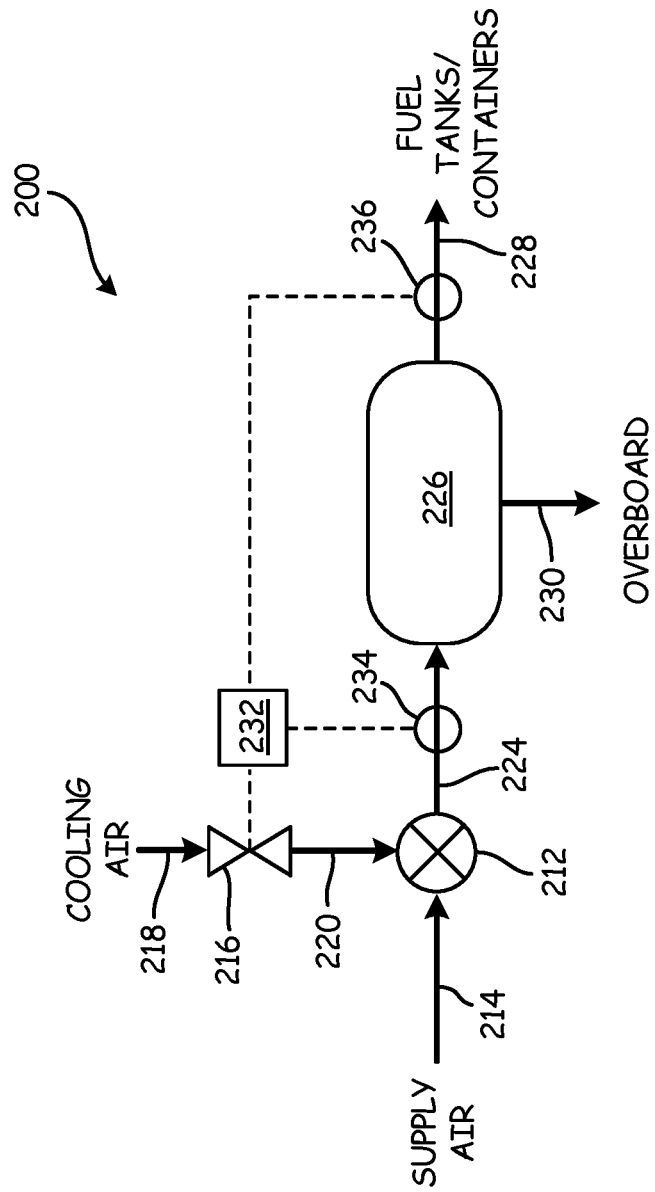 200
COOLING
AIR
218
216
220
232
234
236
FUEL
TANKS/
CONTAINERS
228
226
224
230
212
214
SUPPLY
AIR
OVERBOARD